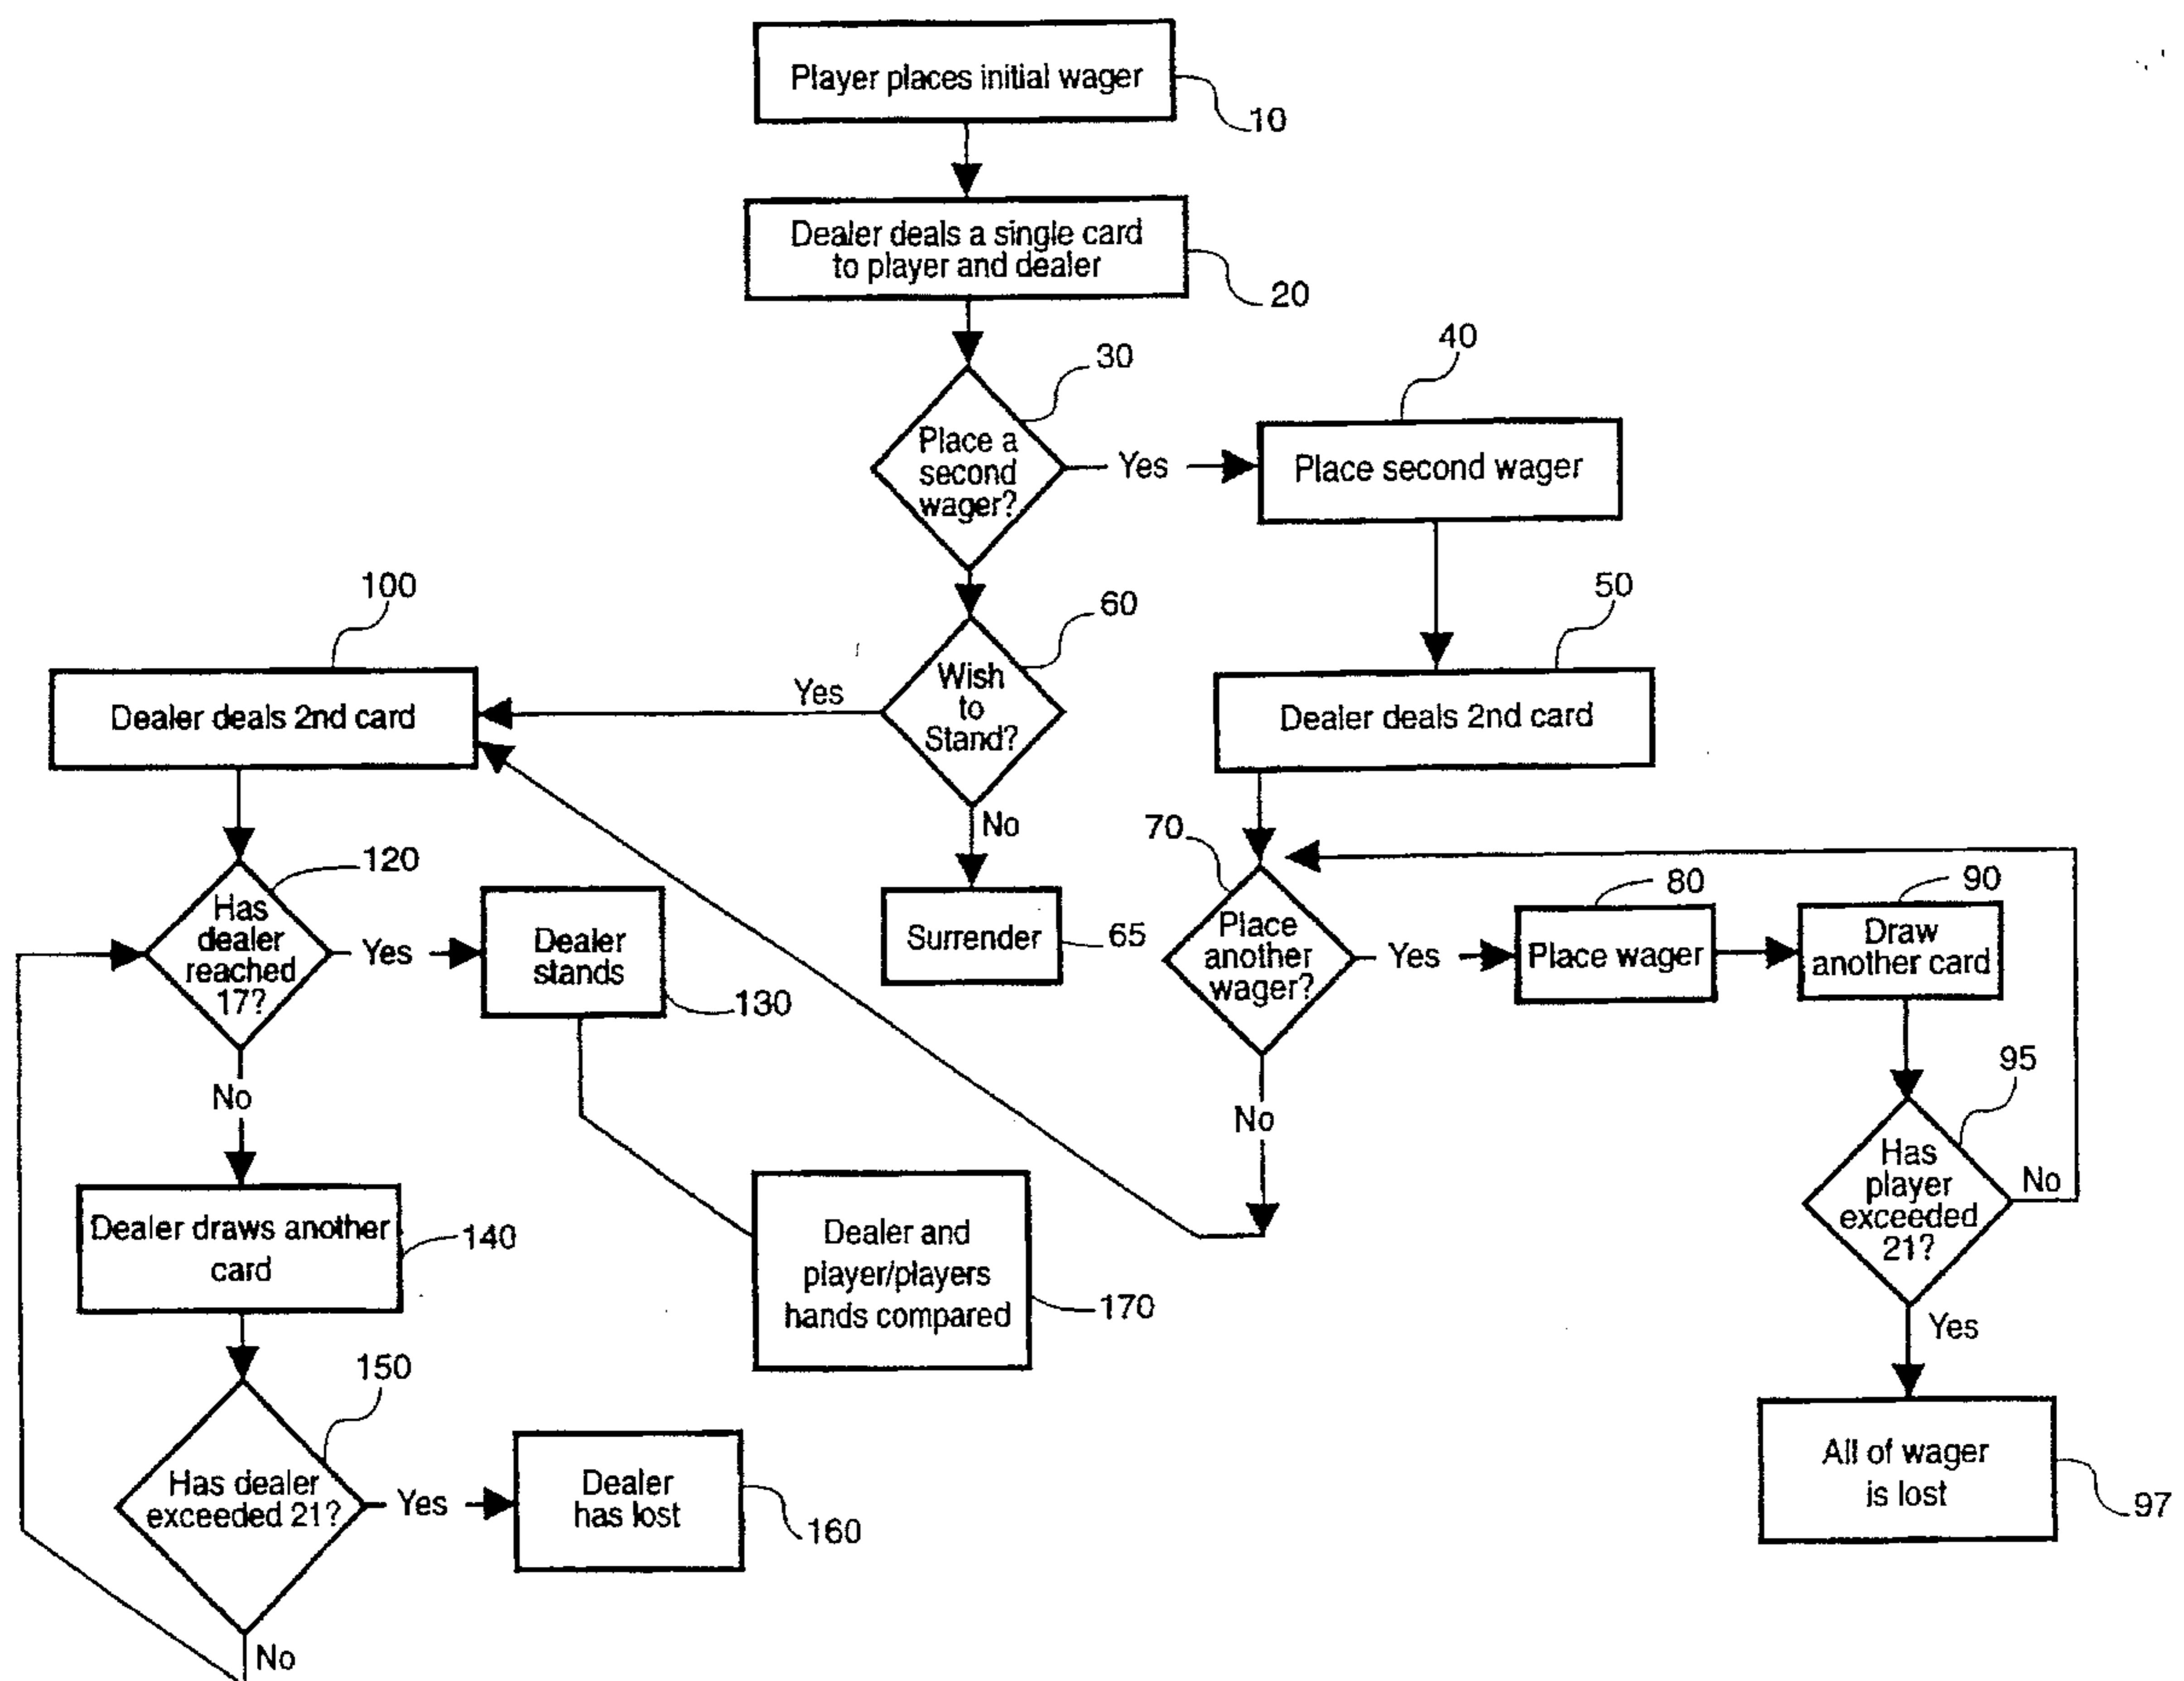 Player places initial wager
10
Dealer deals a single card
to player and dealer
20
30
Place a
second
wager?
Yes
40
Place second wager
50
Dealer deals 2nd card
60
Wish
to
Stand?
Yes
No
Surrender
65
100
Dealer deals 2nd card
120
Has
dealer
reached
17?
Yes
Dealer
stands
130
No
Dealer draws another
card
140
150
Has dealer
exceeded 21?
Yes
Dealer
has lost
160
No
Dealer and
player/players
hands compared
170
70
Place
another
wager?
Yes
No
80
Place wager
90
Draw
another card
95
Has
player
exceeded
21?
No
Yes
All of wager
is lost
97